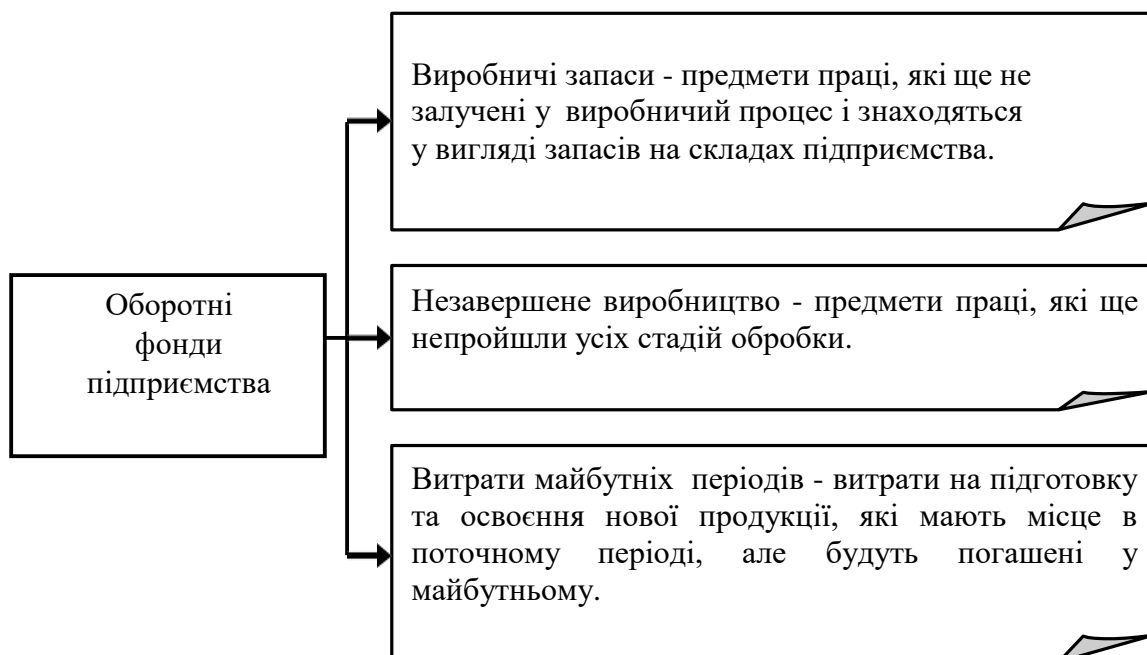 Виробничі запаси - предмети праці, які ще не
залучені у виробничий процес і знаходяться
у вигляді запасів на складах підприємства.
Оборотні
фонди
підприємства
Незавершене виробництво - предмети праці, які ще
непройшли усіх стадій обробки.
Витрати майбутніх періодів - витрати на підготовку
та освоєння нової продукції, які мають місце в
поточному періоді, але будуть погашені у
майбутньому.